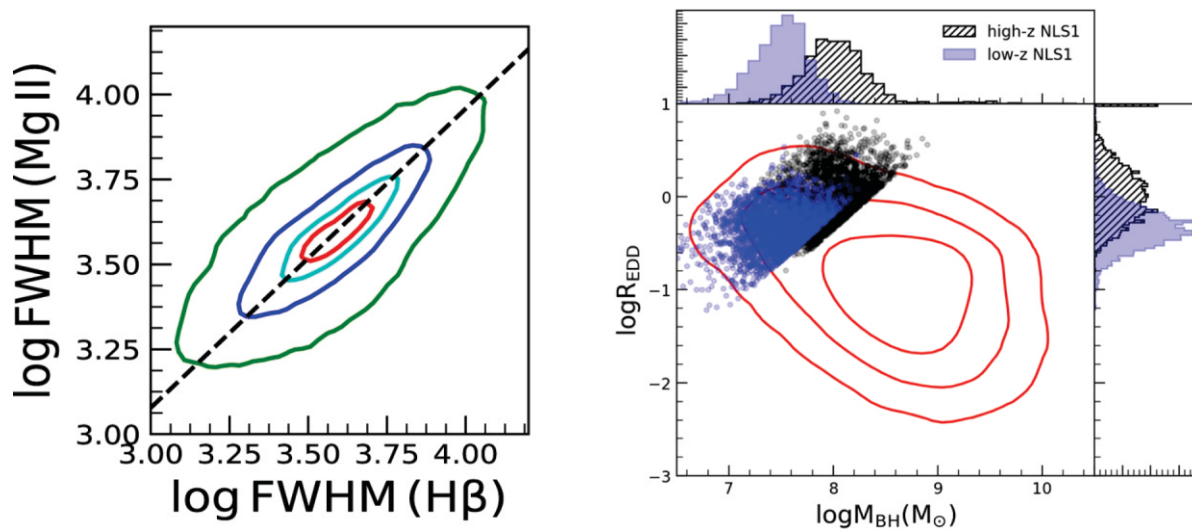 log FWHM (Mg II)
4.00
3.75
3.50
3.25
3.00
3.00 3.25 3.50 3.75 4.00
log FWHM (Hβ)
high-z NLS1
low-z NLS1
logR_EDD
1
0
−1
−2
−3
7 8 9 10
logM_BH(M_⊙)